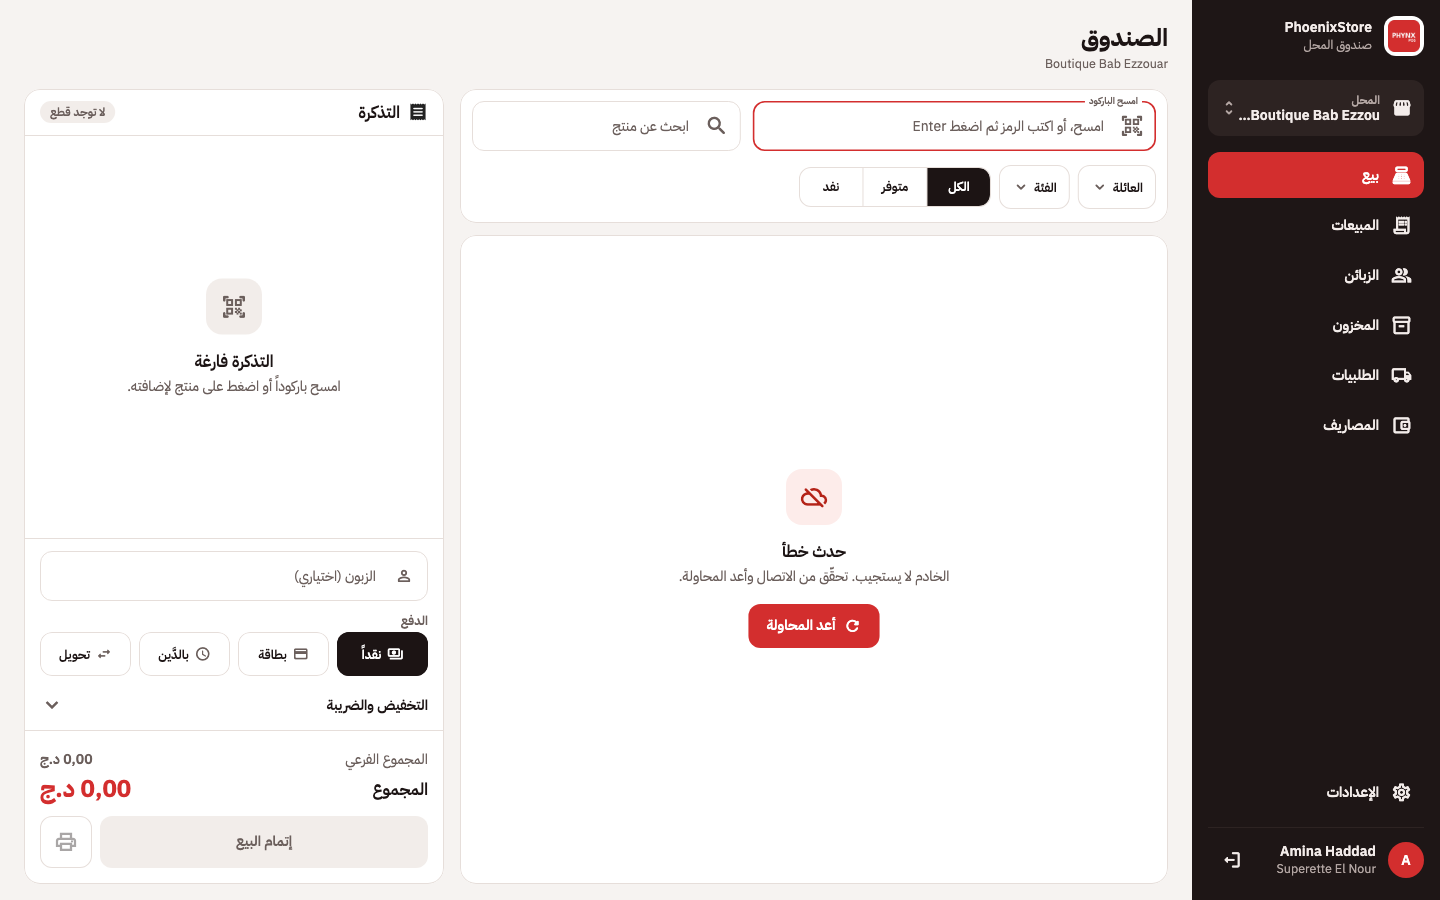 PHYNX
PhoenixStore
صندوق المحل
المحل
Boutique Bab Ezzou...
بيع
المبيعات
الزبائن
المخزون
الطلبيات
المصاريف
الإعدادات
A
Amina Haddad
Superette El Nour
الصندوق
Boutique Bab Ezzouar
امسح الباركود
امسح، أو اكتب الرمز ثم اضغط Enter
ابحث عن منتج
العائلة
الفئة
الكل
متوفر
نفد
حدث خطأ
الخادم لا يستجيب. تحقّق من الاتصال وأعد المحاولة.
أعد المحاولة
التذكرة
لا توجد قطع
التذكرة فارغة
امسح باركوداً أو اضغط على منتج لإضافته.
الزبون (اختياري)
الدفع
نقداً
بطاقة
بالدَّين
تحويل
التخفيض والضريبة
المجموع الفرعي
0,00 د.ج
المجموع
0,00 د.ج
إتمام البيع